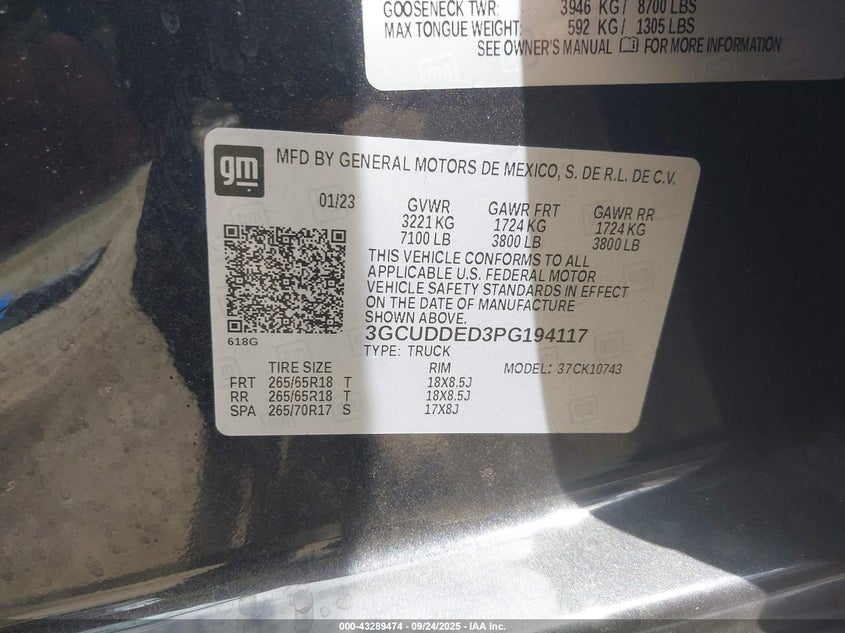 GOOSENECK TWR: 3946 KG / 8700 LBS
MAX TONGUE WEIGHT: 592 KG / 1305 LBS
SEE OWNER'S MANUAL FOR MORE INFORMATION
gm MFD BY GENERAL MOTORS DE MEXICO, S. DE R.L. DE C.V.
01/23 GVWR GAWR FRT GAWR RR
3221 KG 1724 KG 1724 KG
7100 LB 3800 LB 3800 LB
THIS VEHICLE CONFORMS TO ALL
APPLICABLE U.S. FEDERAL MOTOR
VEHICLE SAFETY STANDARDS IN EFFECT
ON THE DATE OF MANUFACTURE
SHOWN ABOVE.
618G 3GCUDDED3PG194117
TYPE: TRUCK
TIRE SIZE RIM MODEL: 37CK10743
FRT 265/65R18 T 18X8.5J
RR 265/65R18 T 18X8.5J
SPA 265/70R17 S 17X8J
000-43289474 - 09/24/2025 - IAA Inc.